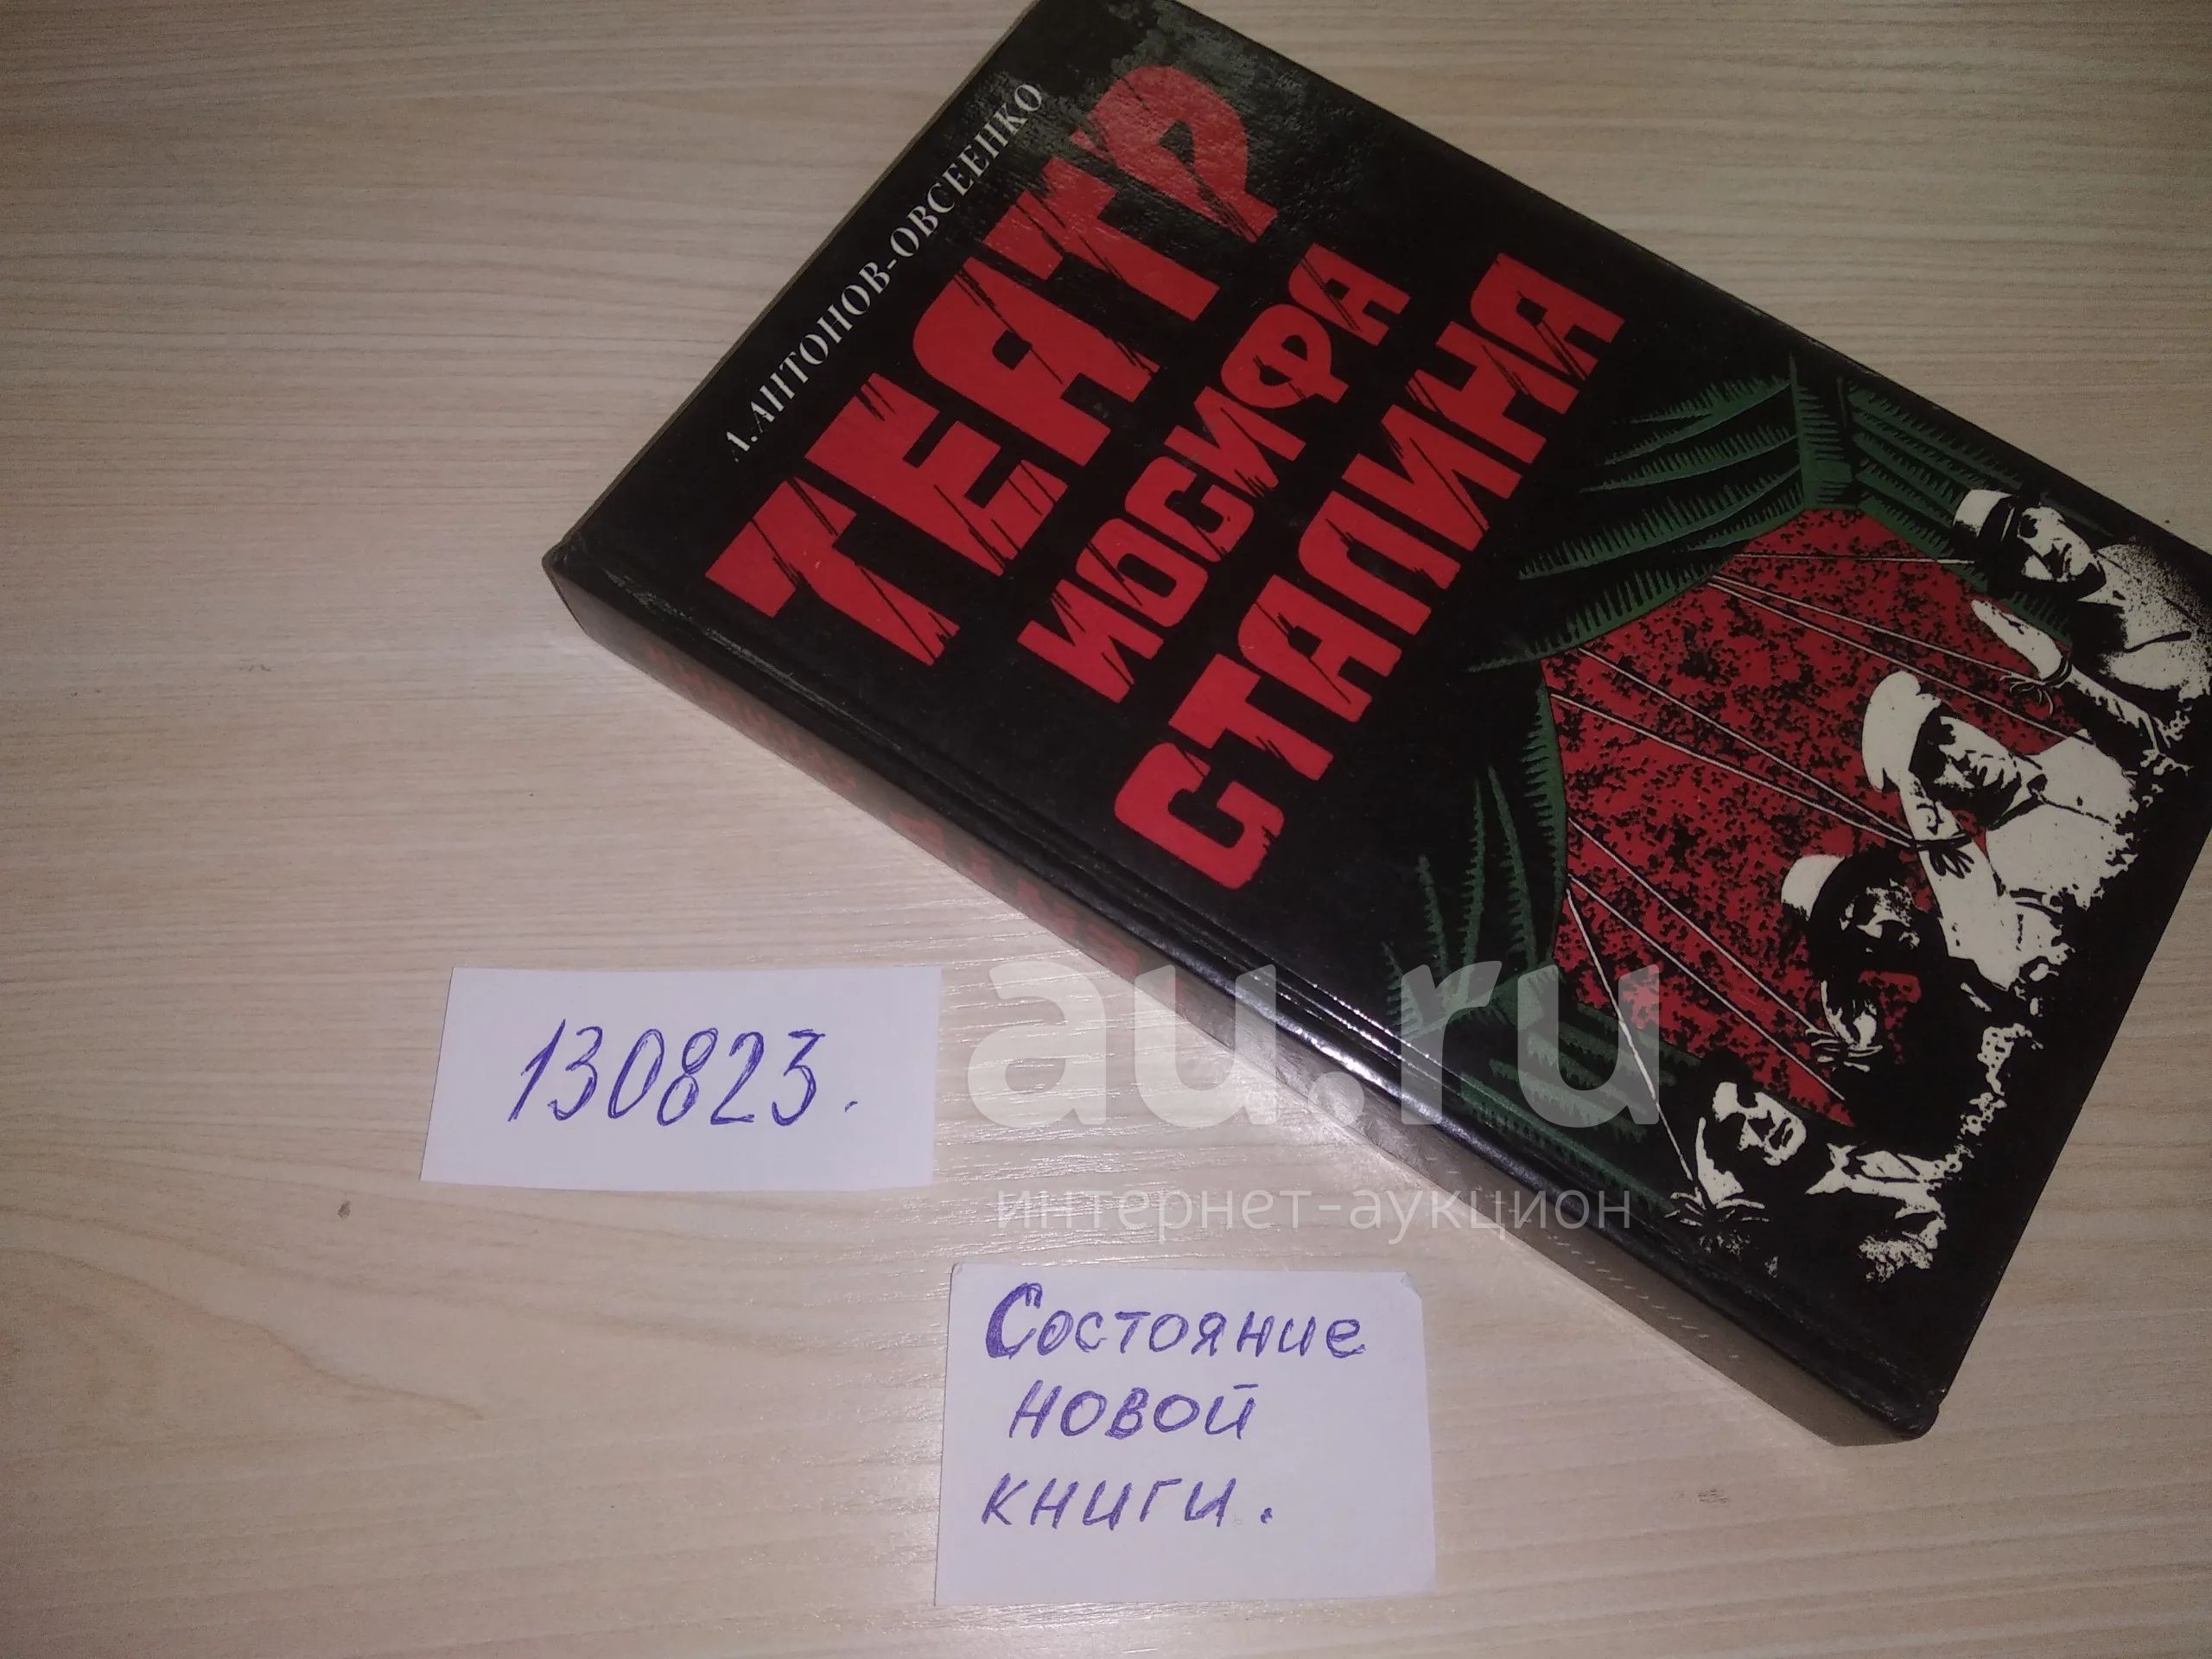 А. АНТОНОВ-ОВСЕЕНКО
ТЕАТР
ИОСИФА
СТАЛИНА
130823.
au.ru
интернет-аукцион
Состояние
новой
книги.